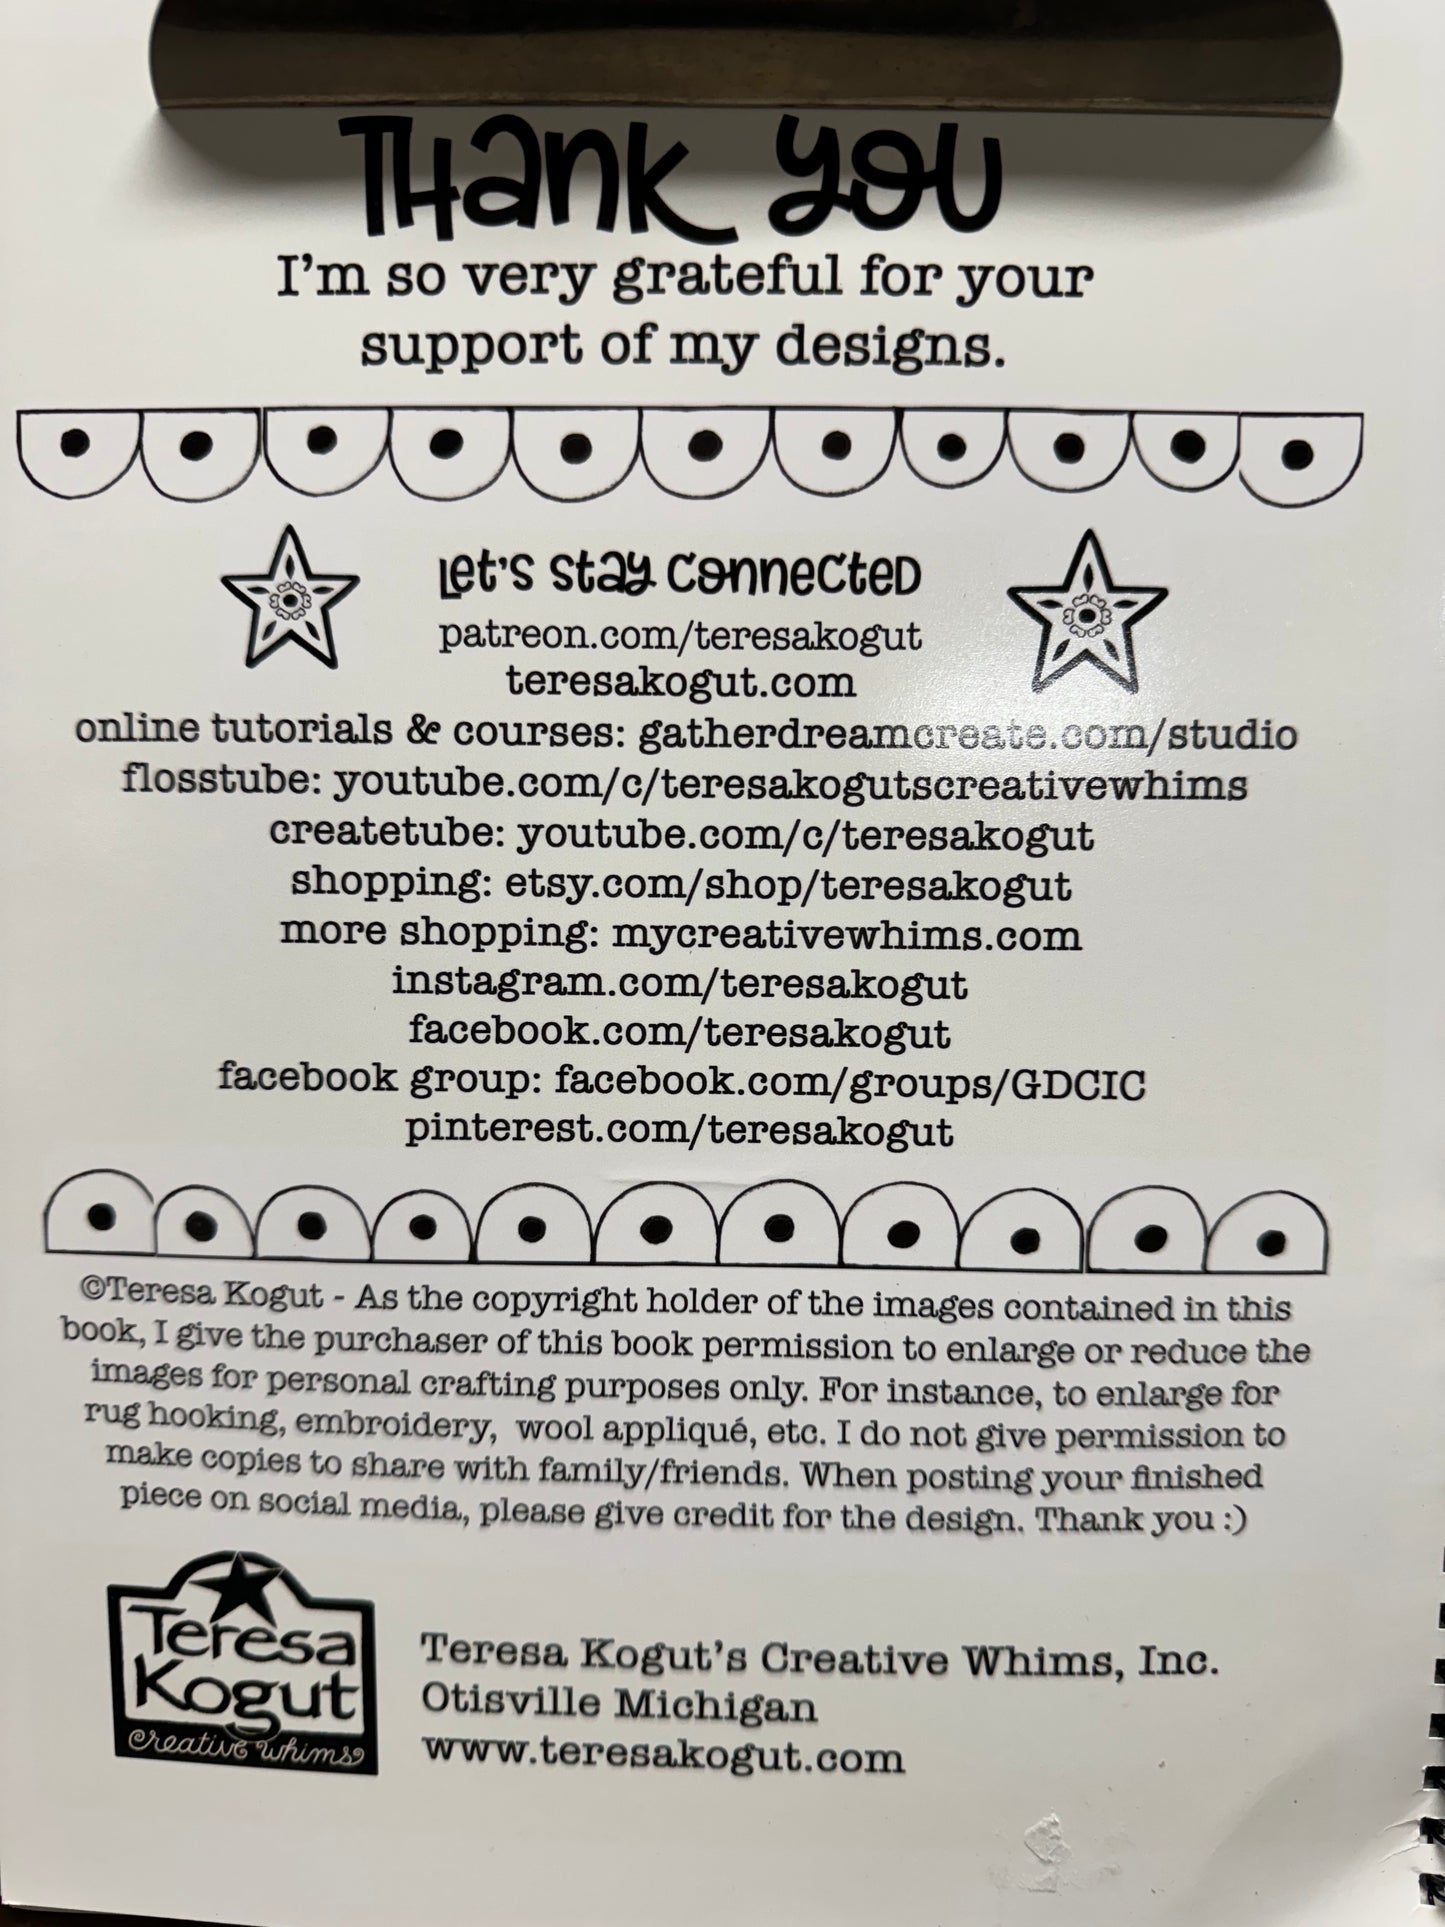 THANK YOU
I'm so very grateful for your
support of my designs.
Let's Stay Connected
patreon.com/teresakogut
teresakogut.com
online tutorials & courses: gatherdreamcreate.com/studio
flosstube: youtube.com/c/teresakogutscreativewhims
createtube: youtube.com/c/teresakogut
shopping: etsy.com/shop/teresakogut
more shopping: mycreativewhims.com
instagram.com/teresakogut
facebook.com/teresakogut
facebook group: facebook.com/groups/GDCIC
pinterest.com/teresakogut
©Teresa Kogut - As the copyright holder of the images contained in this
book, I give the purchaser of this book permission to enlarge or reduce the
images for personal crafting purposes only. For instance, to enlarge for
rug hooking, embroidery, wool appliqué, etc. I do not give permission to
make copies to share with family/friends. When posting your finished
piece on social media, please give credit for the design. Thank you :)
Teresa
Kogut
creative whims
Teresa Kogut's Creative Whims, Inc.
Otisville Michigan
www.teresakogut.com